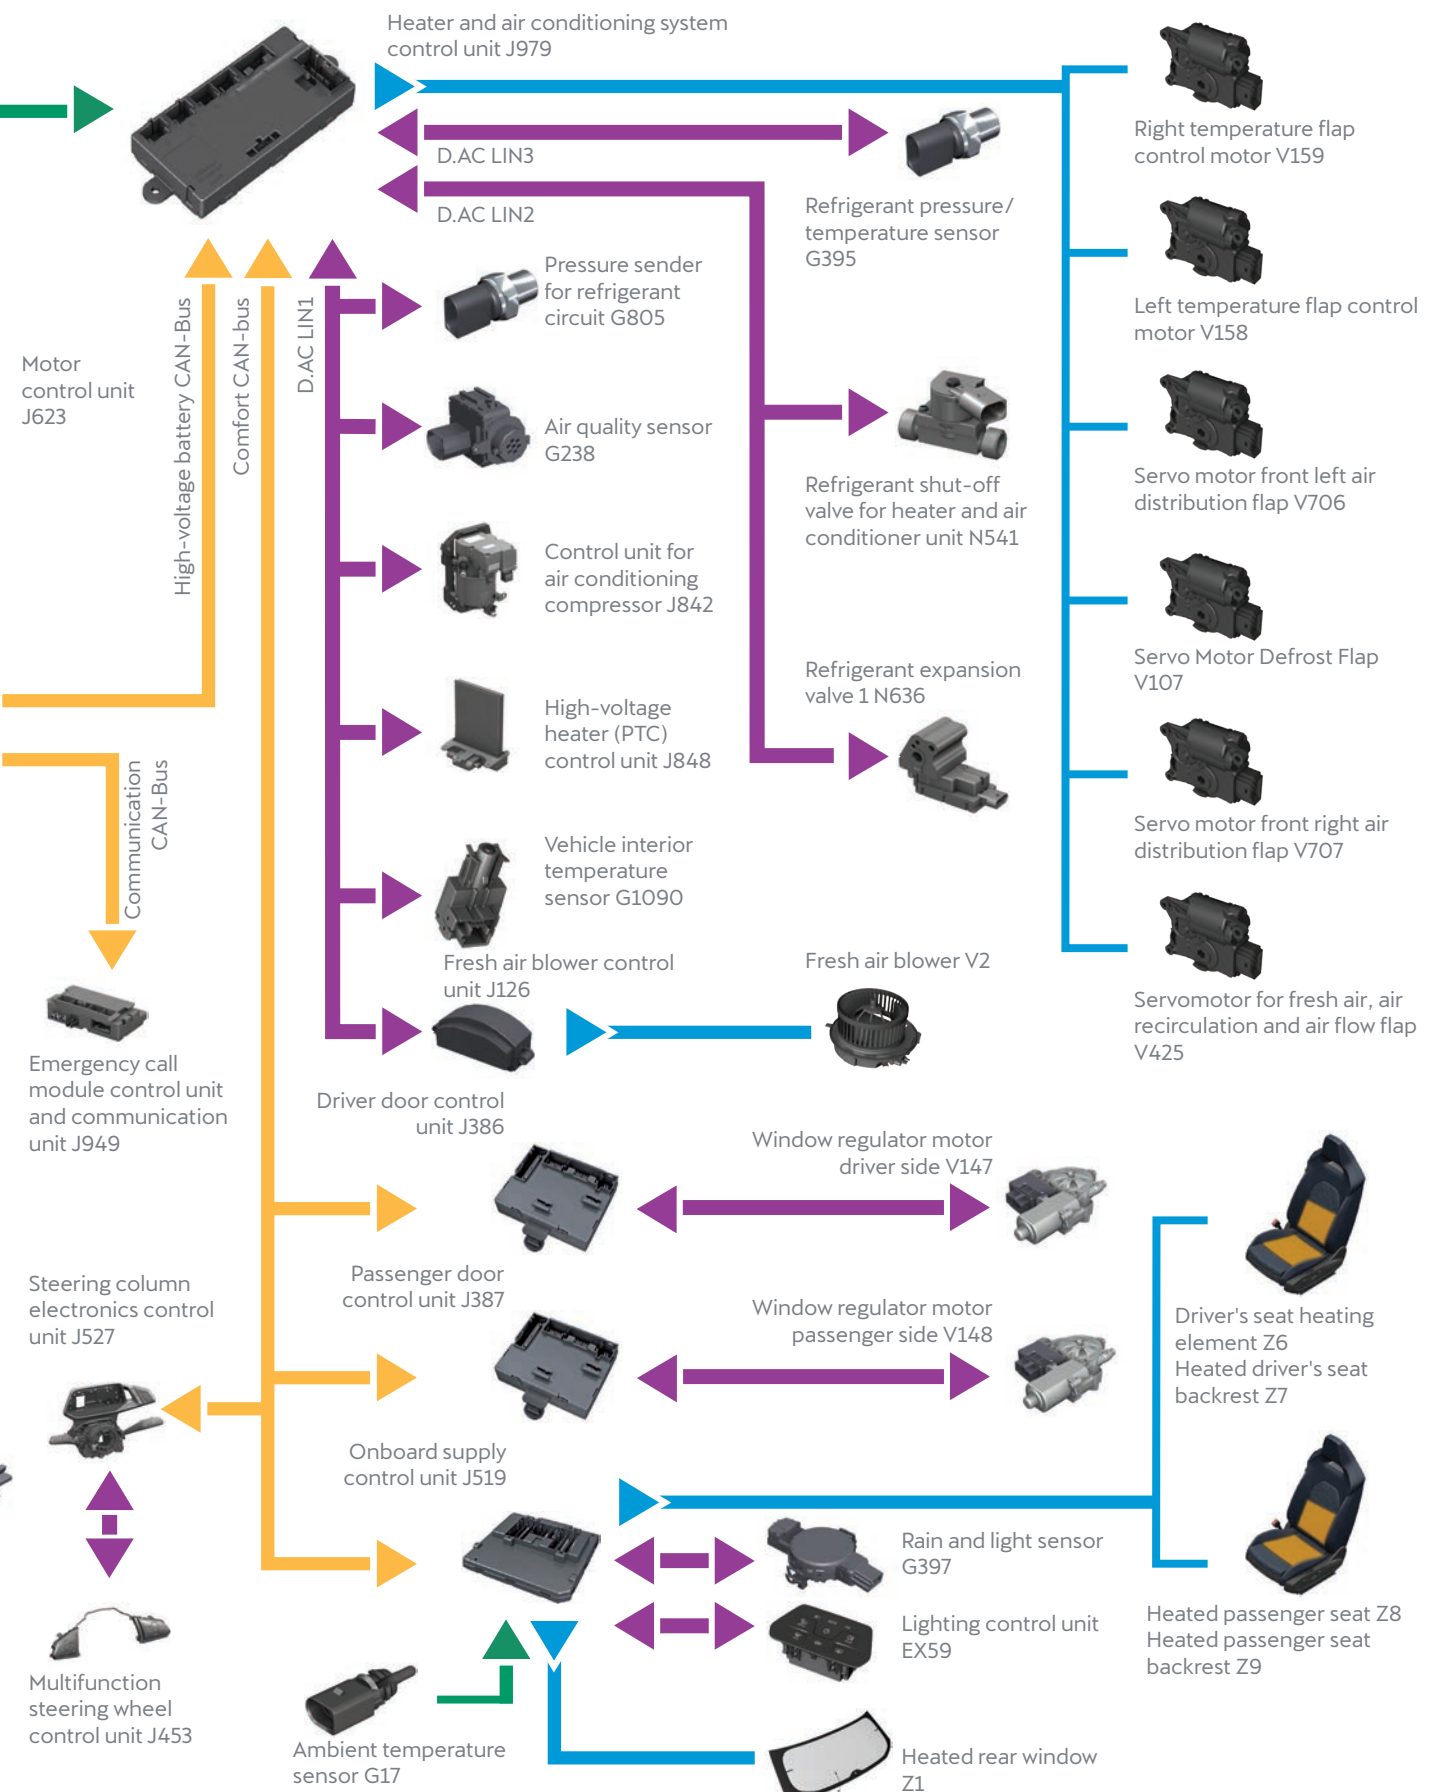 Heater and air conditioning system
control unit J979
D.AC LIN3
D.AC LIN2
Right temperature flap
control motor V159
Refrigerant pressure/
temperature sensor
G395
Left temperature flap control
motor V158
Pressure sender
for refrigerant
circuit G805
Motor
control unit
J623
High-voltage battery CAN-Bus
Comfort CAN-bus
D.AC LIN1
Air quality sensor
G238
Servo motor front left air
distribution flap V706
Refrigerant shut-off
valve for heater and air
conditioner unit N541
Control unit for
air conditioning
compressor J842
Servo Motor Defrost Flap
V107
Refrigerant expansion
valve 1 N636
High-voltage
heater (PTC)
control unit J848
Communication
CAN-Bus
Servo motor front right air
distribution flap V707
Vehicle interior
temperature
sensor G1090
Fresh air blower control
unit J126
Fresh air blower V2
Servomotor for fresh air, air
recirculation and air flow flap
V425
Emergency call
module control unit
and communication
unit J949
Driver door control
unit J386
Window regulator motor
driver side V147
Steering column
electronics control
unit J527
Passenger door
control unit J387
Window regulator motor
passenger side V148
Driver's seat heating
element Z6
Heated driver's seat
backrest Z7
Onboard supply
control unit J519
Rain and light sensor
G397
Lighting control unit
EX59
Heated passenger seat Z8
Heated passenger seat
backrest Z9
Multifunction
steering wheel
control unit J453
Ambient temperature
sensor G17
Heated rear window
Z1